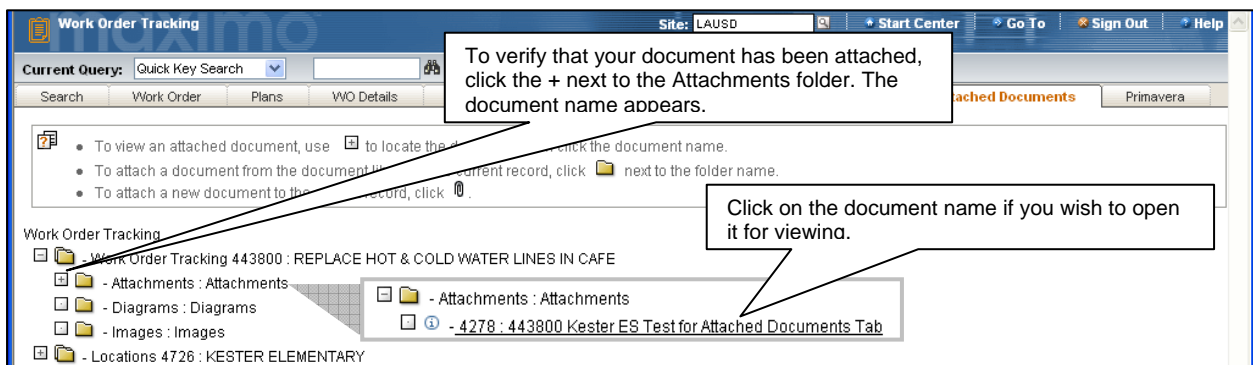 maximo
Work Order Tracking
Site: LAUSD
Start Center
Go To
Sign Out
Help
Current Query: Quick Key Search
Search
Work Order
Plans
WO Details
Attached Documents
Primavera
To verify that your document has been attached,
click the + next to the Attachments folder. The
document name appears.
• To view an attached document, use to locate the click the document name.
• To attach a document from the document current record, click next to the folder name.
• To attach a new document to the record, click .
Click on the document name if you wish to open
it for viewing.
Work Order Tracking
- Work Order Tracking 443800 : REPLACE HOT & COLD WATER LINES IN CAFE
- Attachments : Attachments
- Diagrams : Diagrams
- Images : Images
- Locations 4726 : KESTER ELEMENTARY
- Attachments : Attachments
- 4278 : 443800 Kester ES Test for Attached Documents Tab